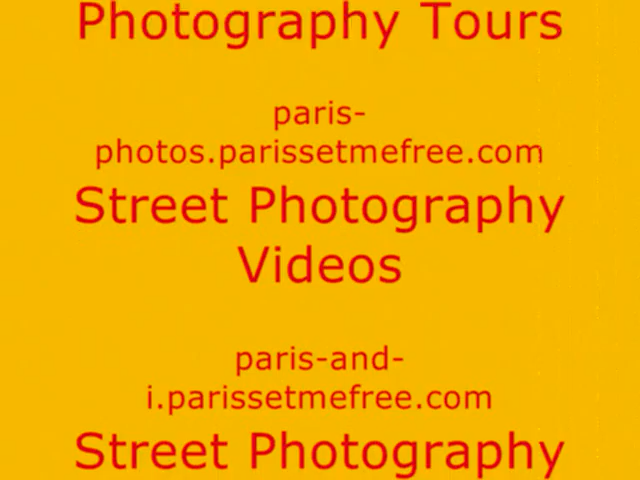 Photography Tours
paris-
photos.parissetmefree.com
Street Photography
Videos
paris-and-
i.parissetmefree.com
Street Photography